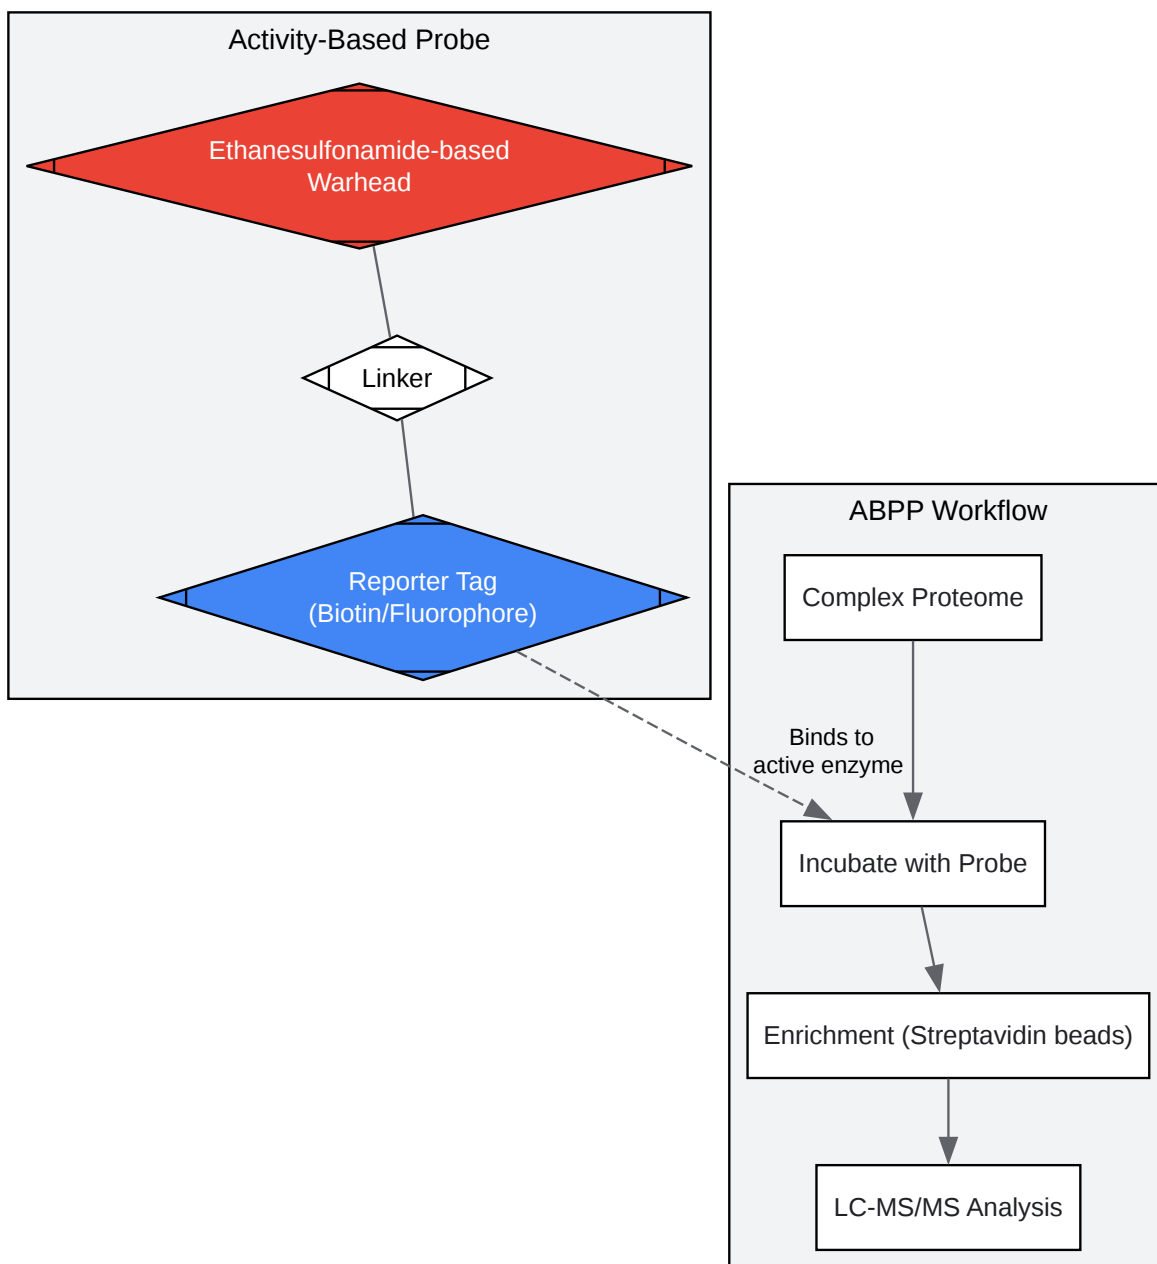 Activity-Based Probe
Ethanesulfonamide-based
Warhead
Linker
Reporter Tag
(Biotin/Fluorophore)
ABPP Workflow
Complex Proteome
Binds to
active enzyme
Incubate with Probe
Enrichment (Streptavidin beads)
LC-MS/MS Analysis